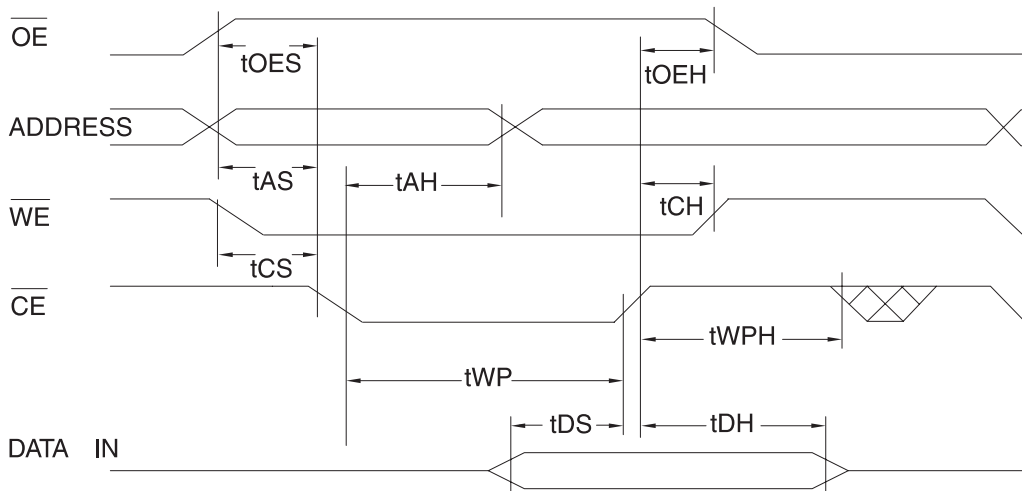 OE
tOES
tOEH
ADDRESS
tAS
tAH
tCH
WE
tCS
CE
tWPH
tWP
tDS
tDH
DATA IN